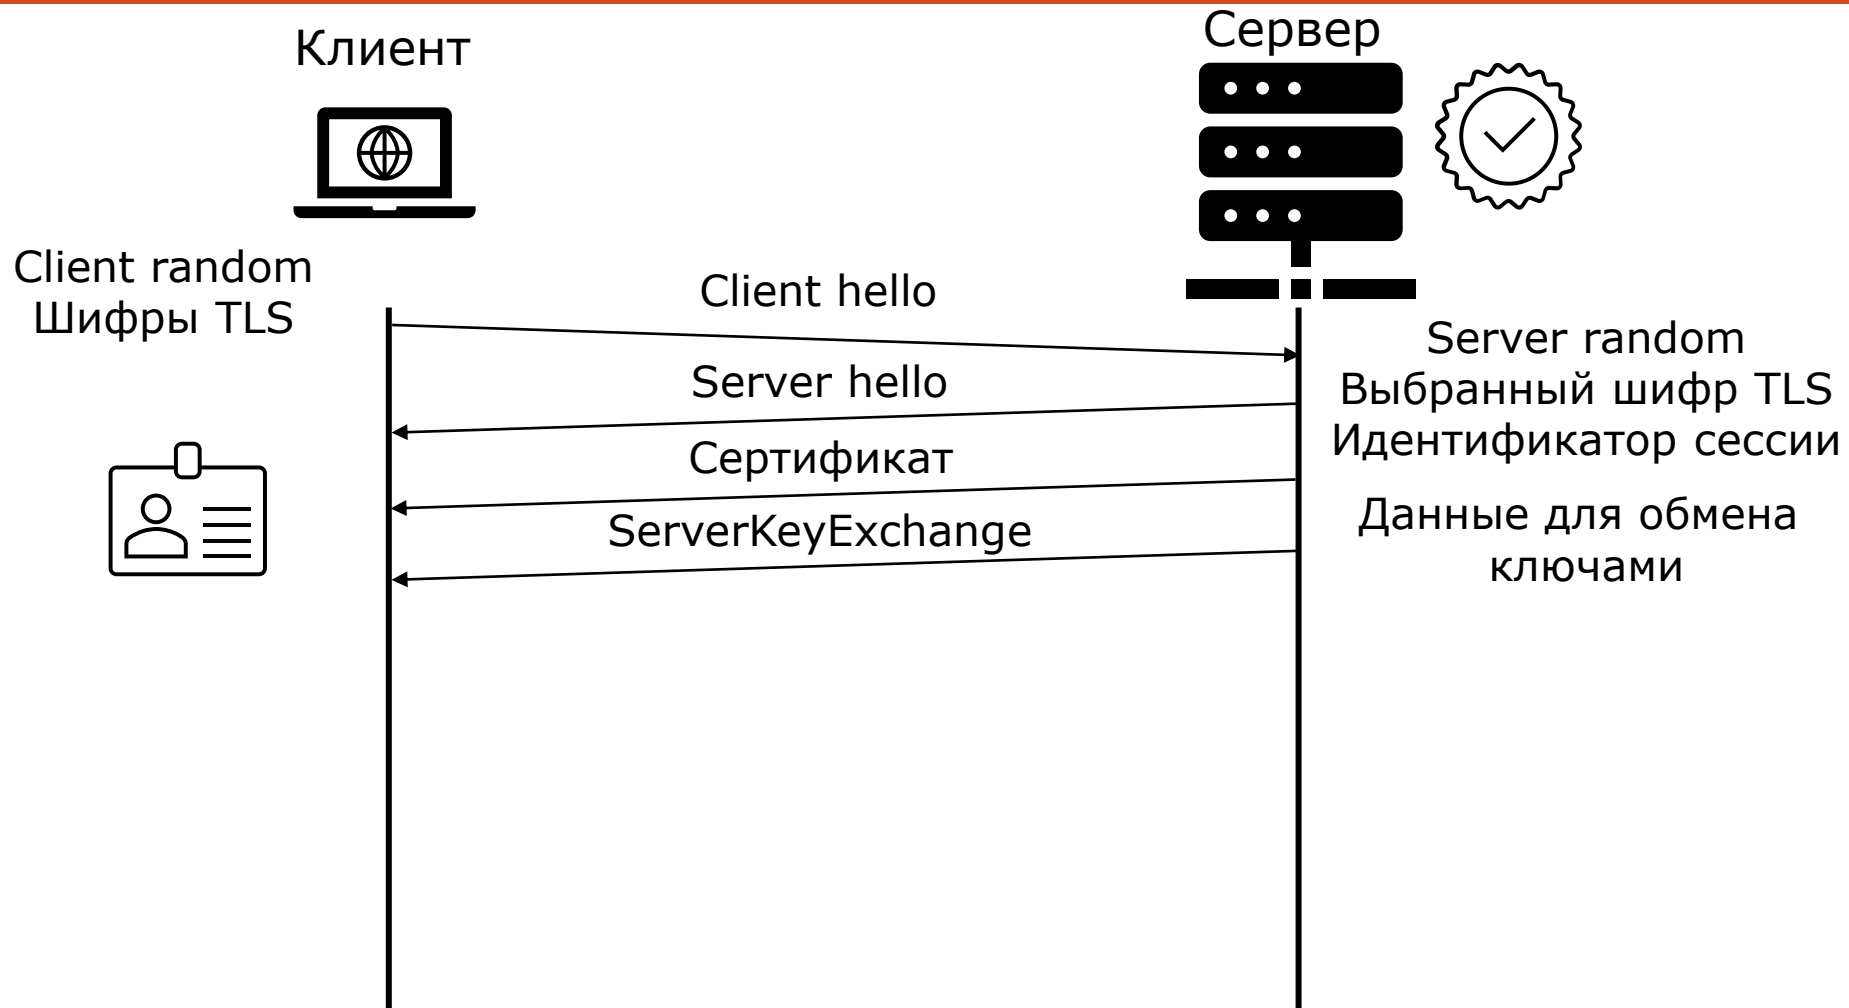 Клиент
Сервер
Client random
Шифры TLS
Client hello
Server random
Выбранный шифр TLS
Идентификатор сессии
Server hello
Сертификат
ServerKeyExchange
Данные для обмена
ключами